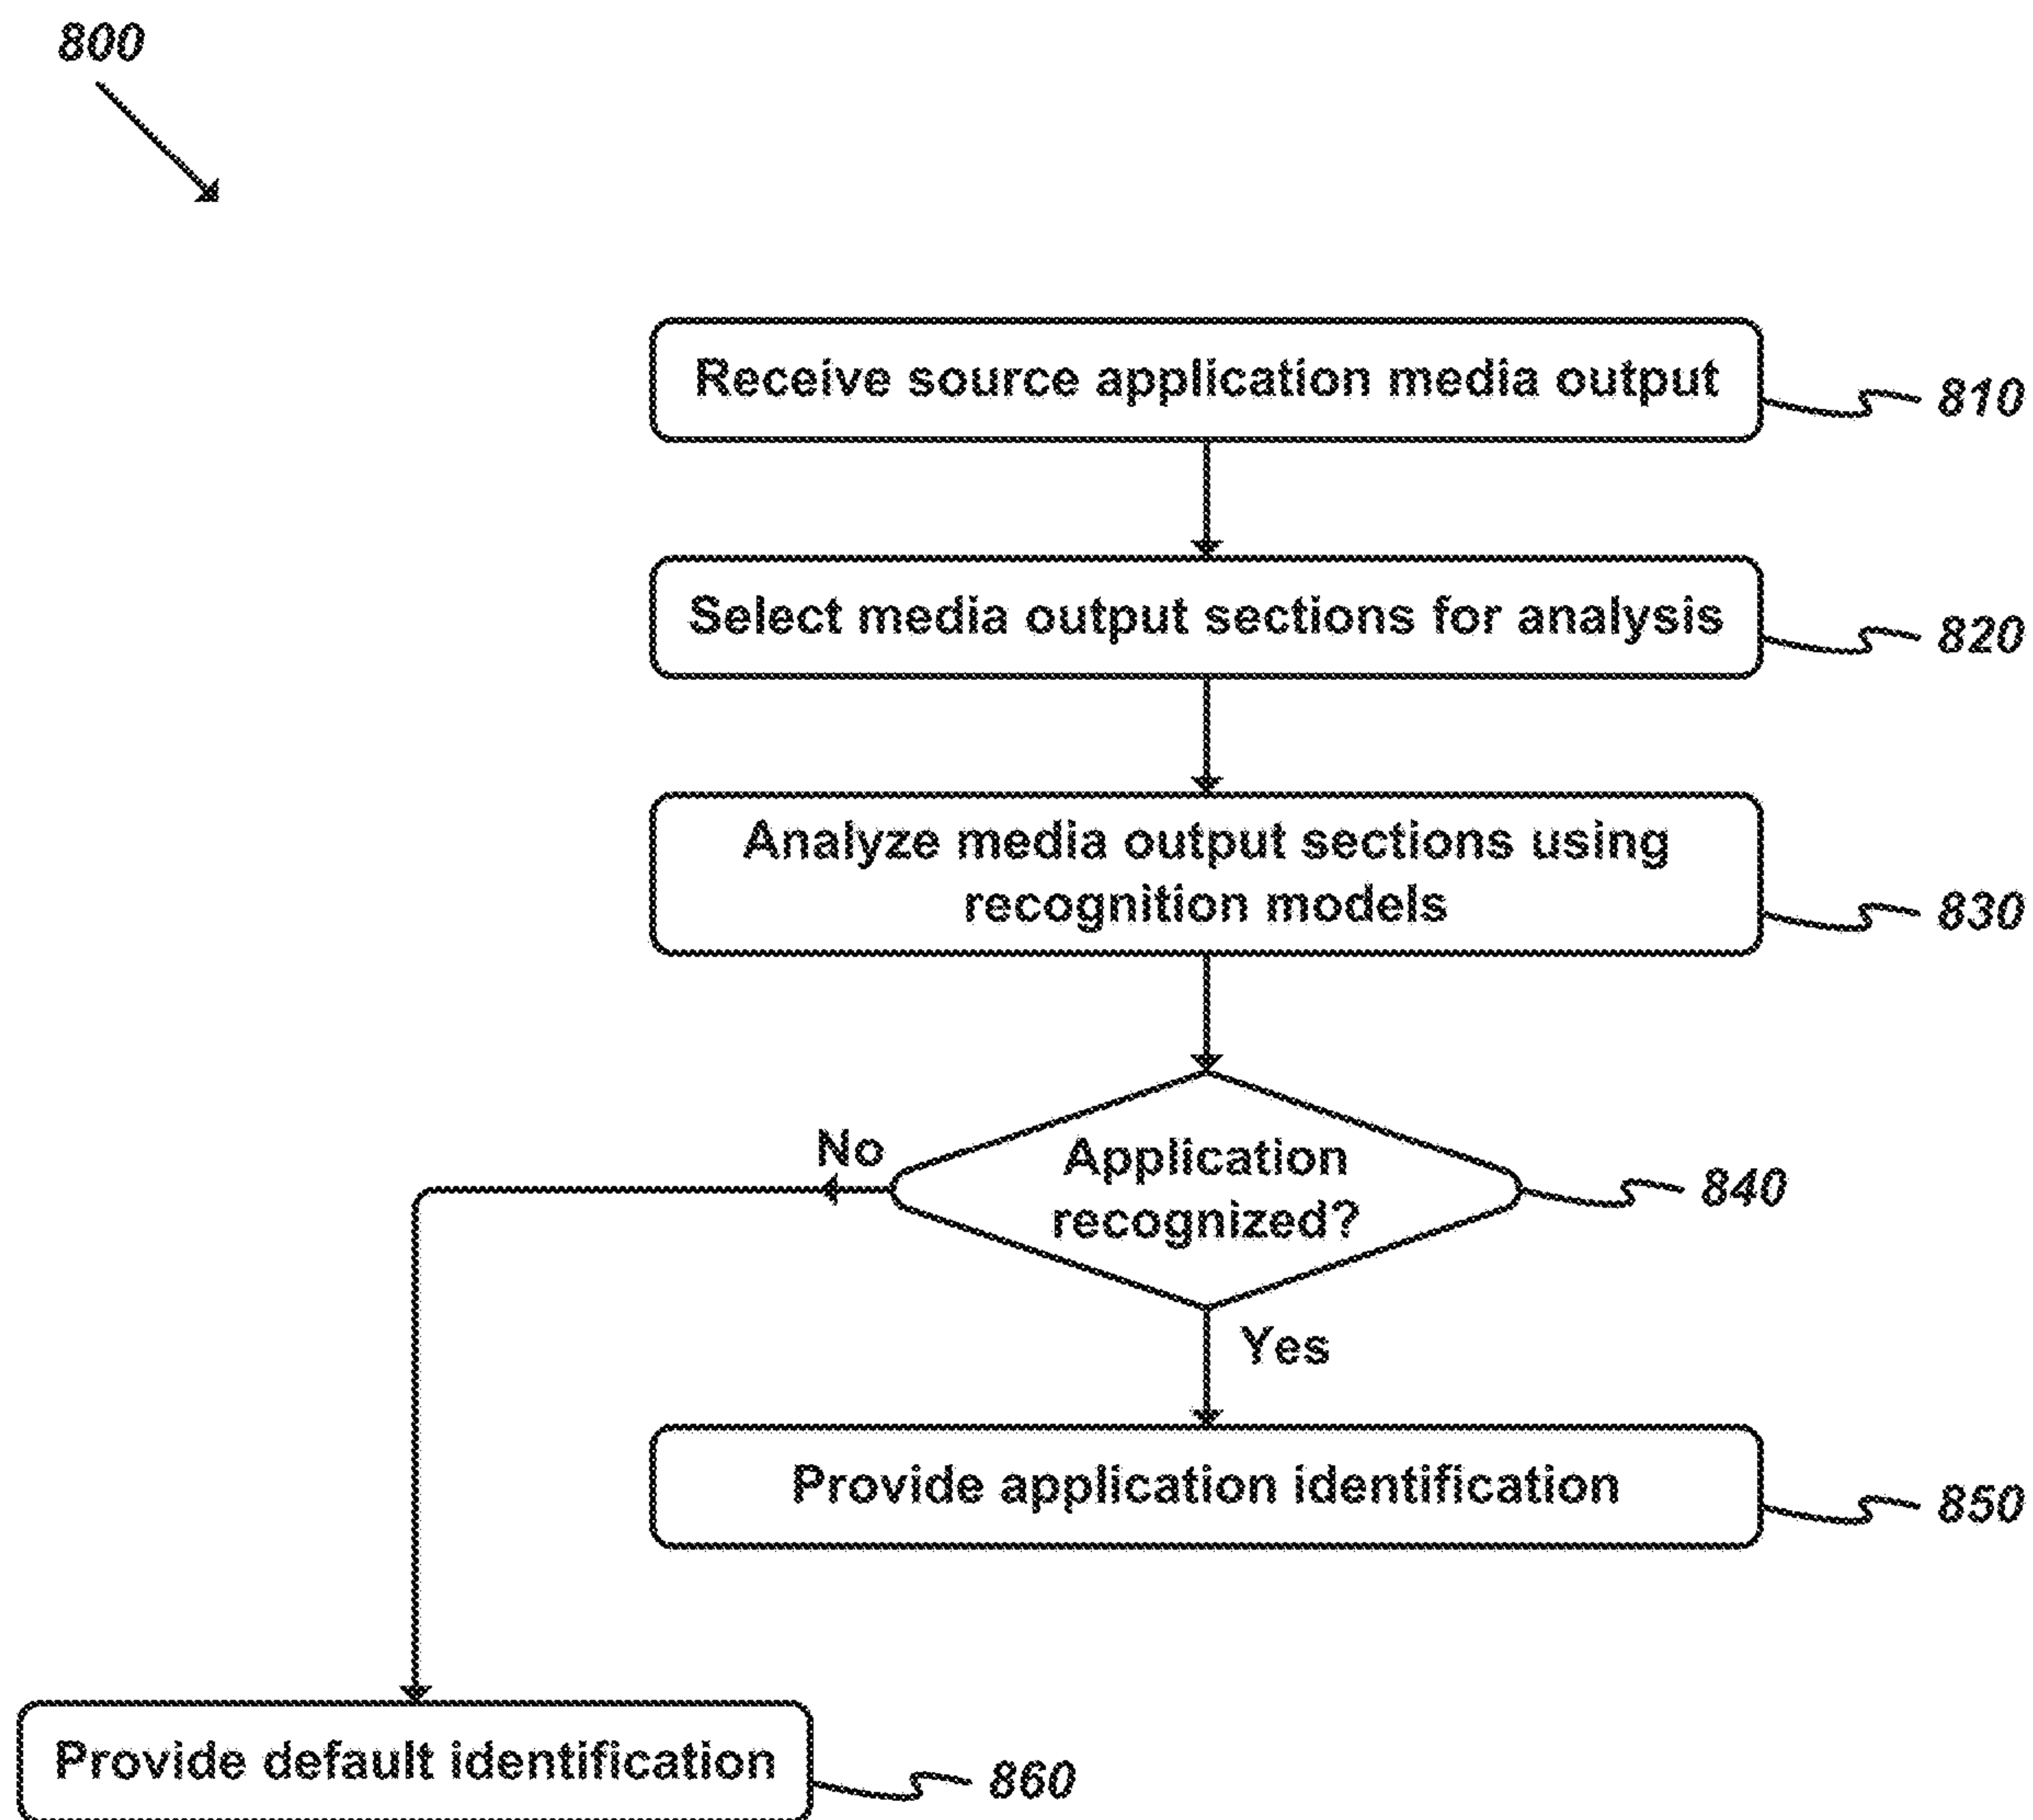 800
Receive source application media output
810
Select media output sections for analysis
820
Analyze media output sections using
recognition models
830
No
Application
recognized?
840
Yes
Provide application identification
850
Provide default identification
860